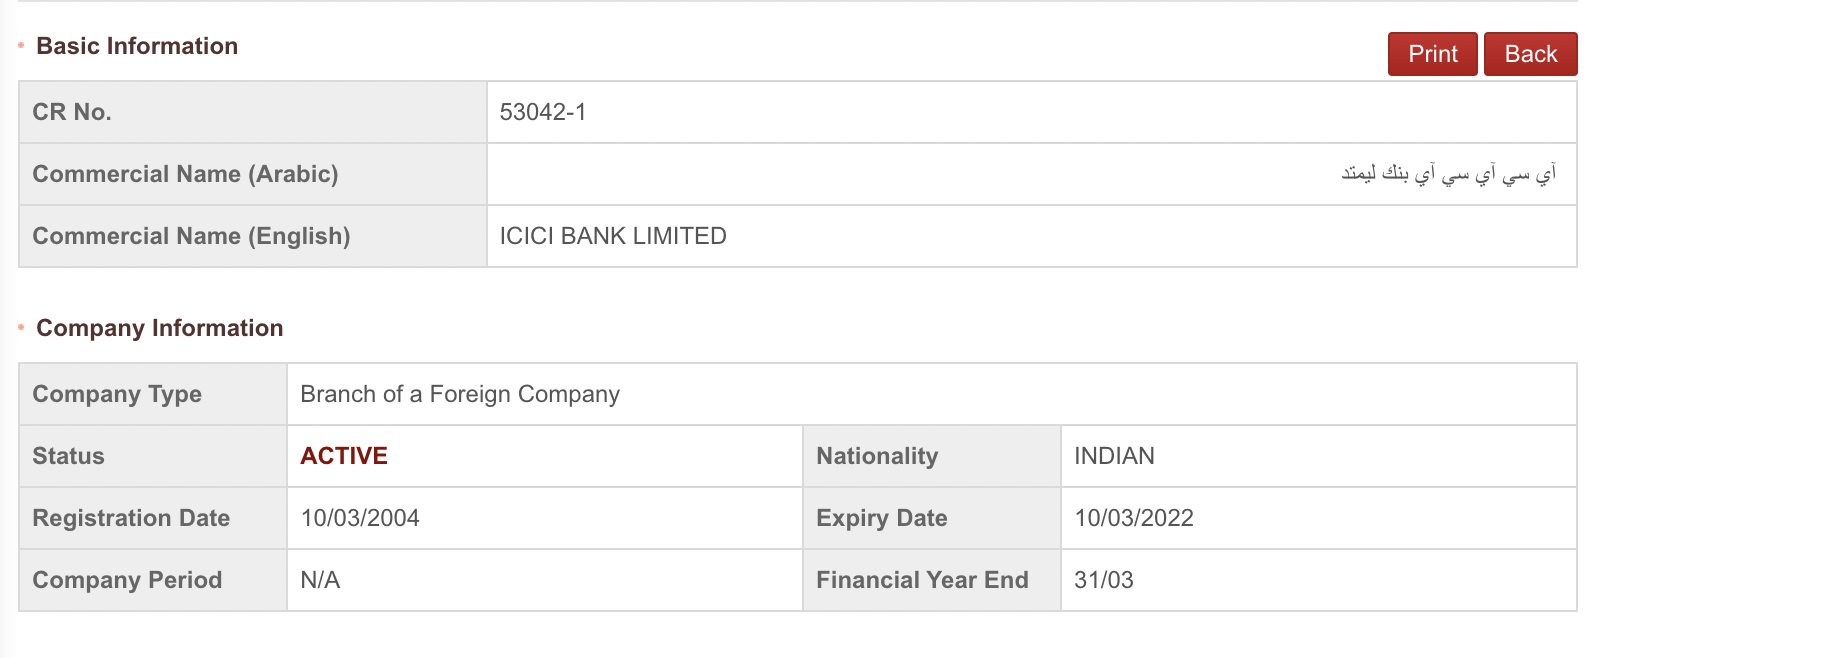 Basic Information
Print Back
CR No. 53042-1
Commercial Name (Arabic) آي سي آي سي آي بنك ليمتد
Commercial Name (English) ICICI BANK LIMITED
Company Information
Company Type Branch of a Foreign Company
Status ACTIVE Nationality INDIAN
Registration Date 10/03/2004 Expiry Date 10/03/2022
Company Period N/A Financial Year End 31/03